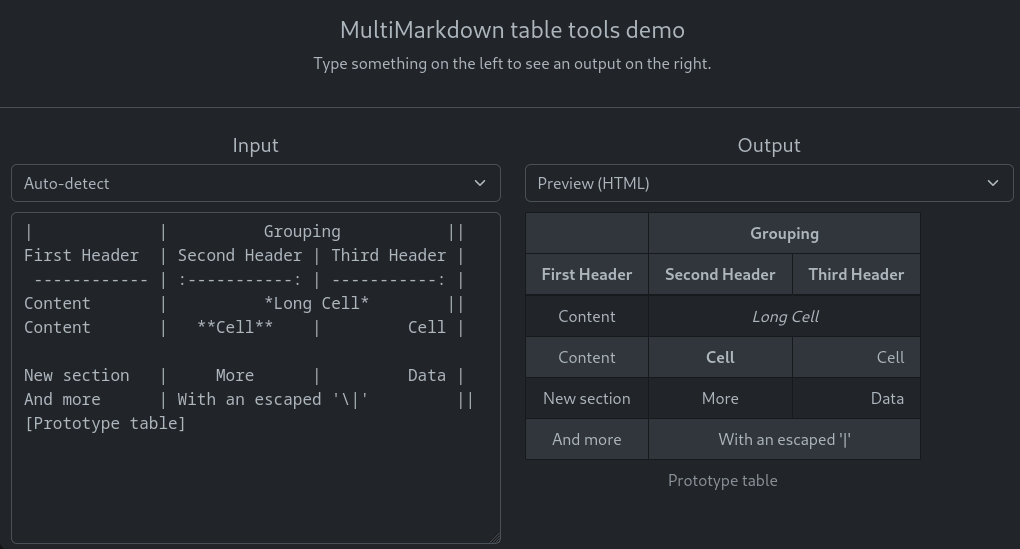 MultiMarkdown table tools demo
Type something on the left to see an output on the right.
Input
Auto-detect
|             |          Grouping           ||
First Header  | Second Header | Third Header |
 ------------ | :-----------: | -----------: |
Content       |          *Long Cell*        ||
Content       |   **Cell**    |         Cell |

New section   |     More      |         Data |
And more      | With an escaped '\|'         ||
[Prototype table]
Output
Preview (HTML)
Grouping
First Header Second Header Third Header
Content Long Cell
Content Cell Cell
New section More Data
And more With an escaped '|'
Prototype table